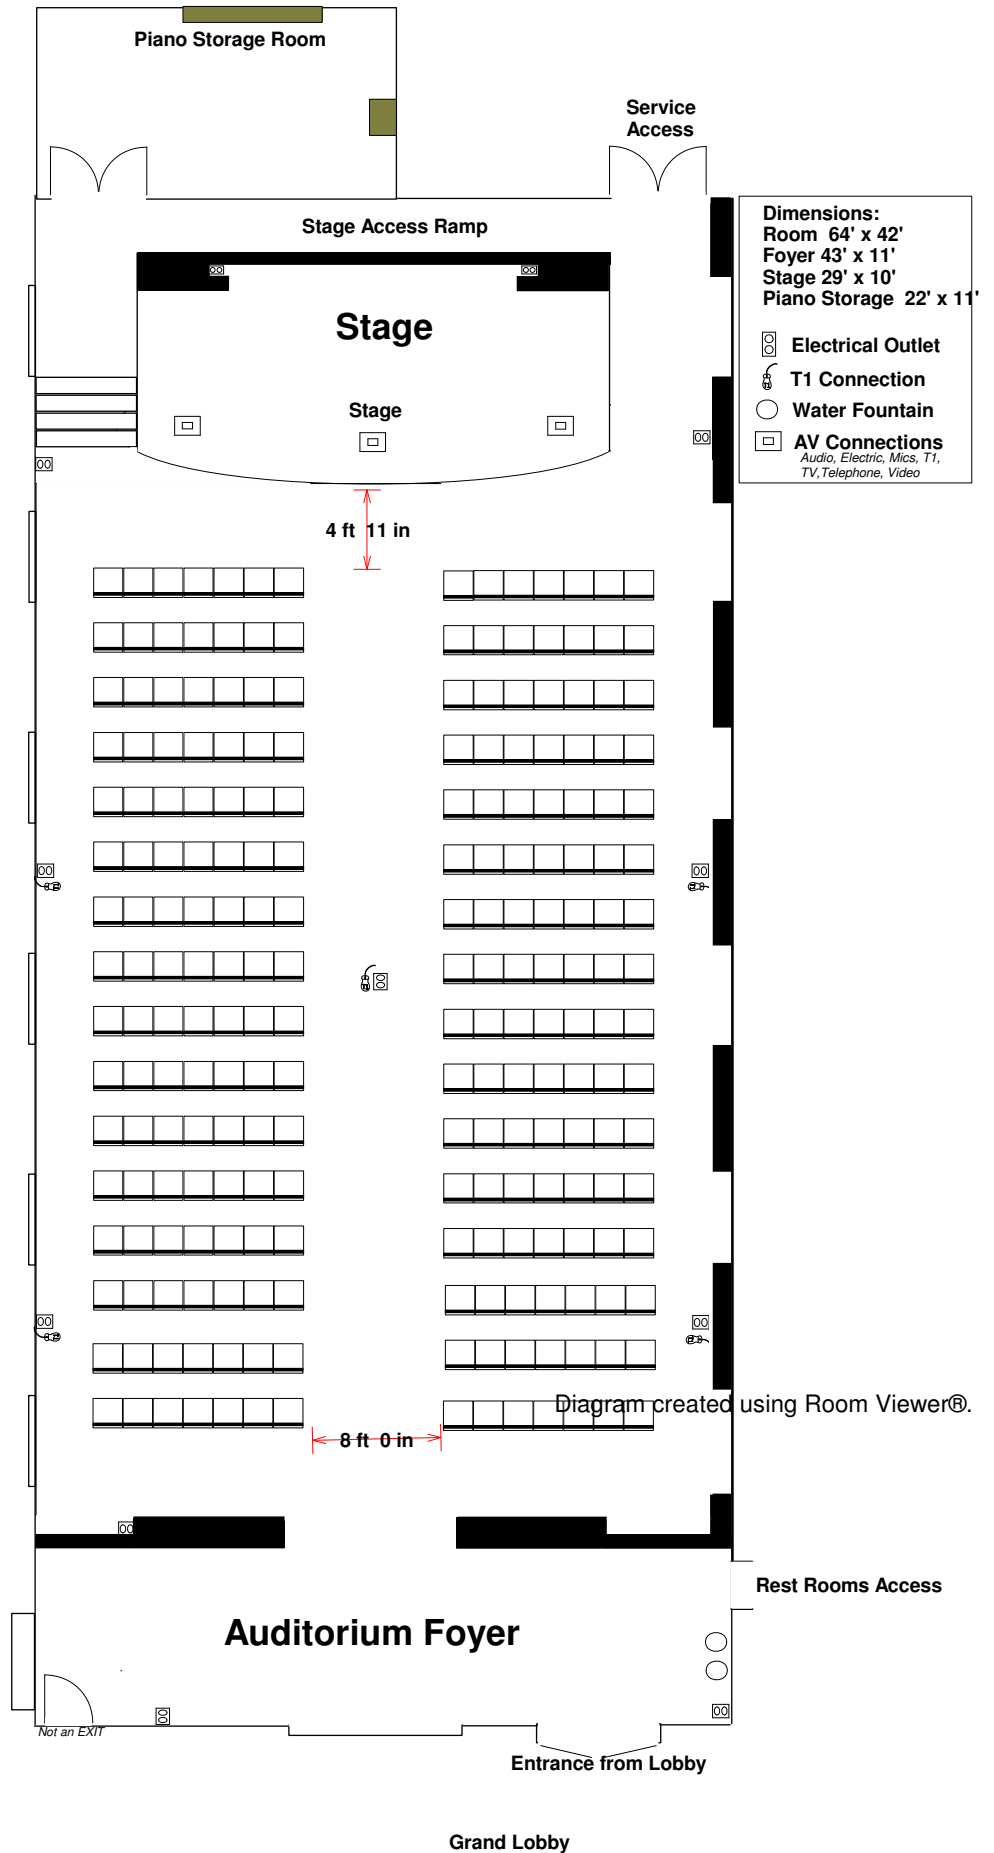 Piano Storage Room
Service
Access
Stage Access Ramp
Dimensions:
Room  64' x 42'
Foyer 43' x 11'
Stage 29' x 10'
Piano Storage  22' x 11'
Electrical Outlet
T1 Connection
Water Fountain
AV Connections
Audio, Electric, Mics, T1,
TV,Telephone, Video
Stage
Stage
4 ft  11 in
Diagram created using Room Viewer®.
8 ft  0 in
Rest Rooms Access
Auditorium Foyer
Not an EXIT
Entrance from Lobby
Grand Lobby